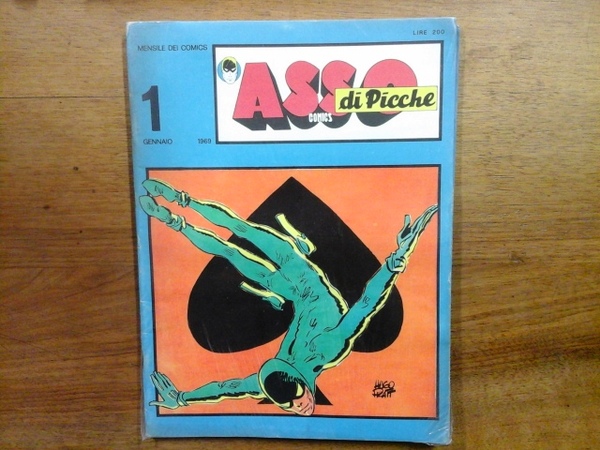 MENSILE DEI COMICS
LIRE 200
ASSO
di Picche
COMICS
1
GENNAIO 1969
HUGO
PRATT